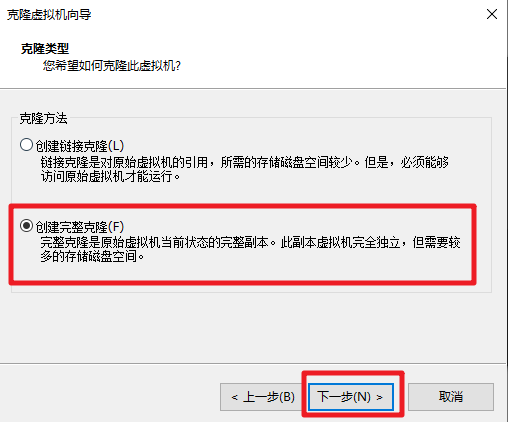 克隆虚拟机向导
克隆类型
您希望如何克隆此虚拟机?
克隆方法
创建链接克隆(L)
链接克隆是对原始虚拟机的引用，所需的存储磁盘空间较少。但是，必须能够
访问原始虚拟机才能运行。
创建完整克隆(F)
完整克隆是原始虚拟机当前状态的完整副本。此副本虚拟机完全独立，但需要较
多的存储磁盘空间。
< 上一步(B)
下一步(N) >
取消